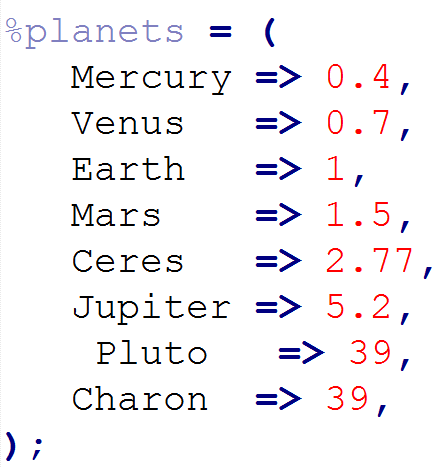 %planets = (
   Mercury => 0.4,
   Venus   => 0.7,
   Earth   => 1,
   Mars    => 1.5,
   Ceres   => 2.77,
   Jupiter => 5.2,
    Pluto   => 39,
   Charon  => 39,
);